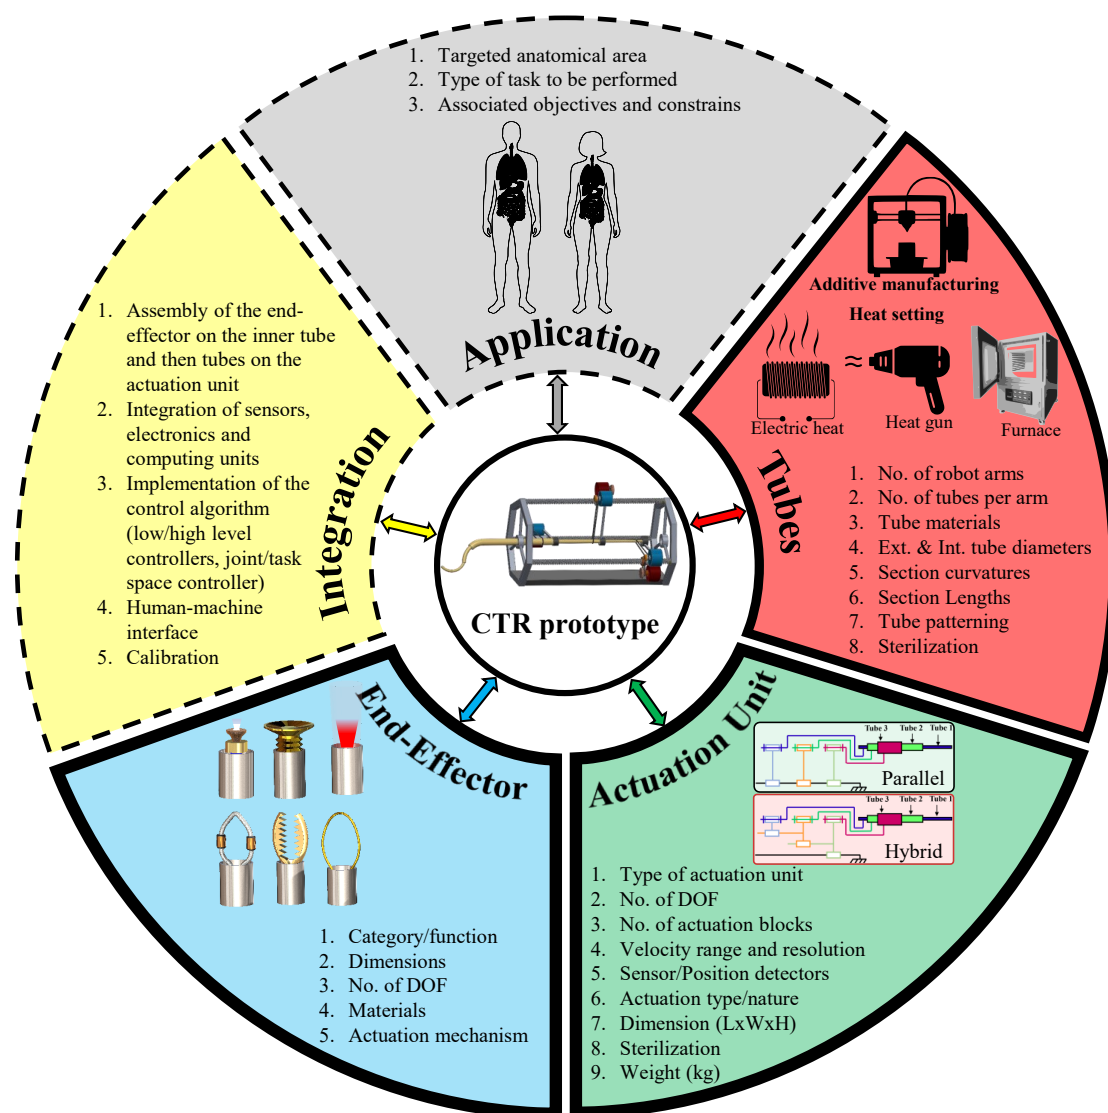 1. Targeted anatomical area
2. Type of task to be performed
3. Associated objectives and constrains
Application
Additive manufacturing
Heat setting
≈
Electric heat
Heat gun
Furnace
Tubes
1. No. of robot arms
2. No. of tubes per arm
3. Tube materials
4. Ext. & Int. tube diameters
5. Section curvatures
6. Section Lengths
7. Tube patterning
8. Sterilization
Actuation Unit
Tube 3 Tube 2 Tube 1
Parallel
Tube 3 Tube 2 Tube 1
Hybrid
1. Type of actuation unit
2. No. of DOF
3. No. of actuation blocks
4. Velocity range and resolution
5. Sensor/Position detectors
6. Actuation type/nature
7. Dimension (LxWxH)
8. Sterilization
9. Weight (kg)
End-Effector
1. Category/function
2. Dimensions
3. No. of DOF
4. Materials
5. Actuation mechanism
Integration
1. Assembly of the end-
effector on the inner tube
and then tubes on the
actuation unit
2. Integration of sensors,
electronics and
computing units
3. Implementation of the
control algorithm
(low/high level
controllers, joint/task
space controller)
4. Human-machine
interface
5. Calibration
CTR prototype